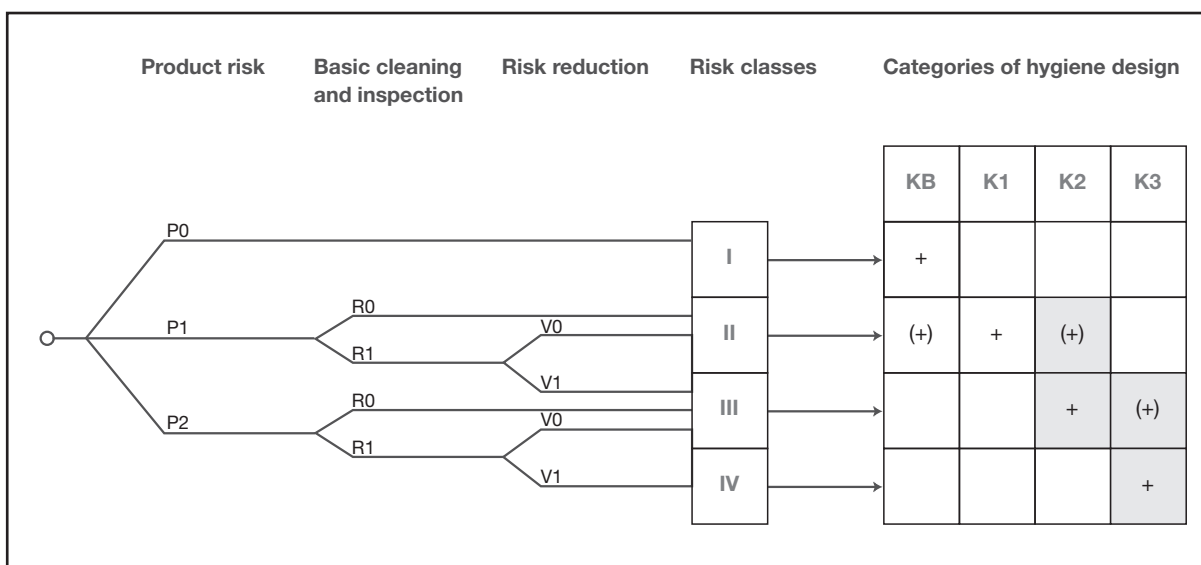 Product risk
Basic cleaning
and inspection
Risk reduction
Risk classes
Categories of hygiene design
KB K1 K2 K3
P0
I +
R0
P1 V0
II (+) + (+)
R1
V1
R0
III + (+)
P2 V0
R1
V1
IV +